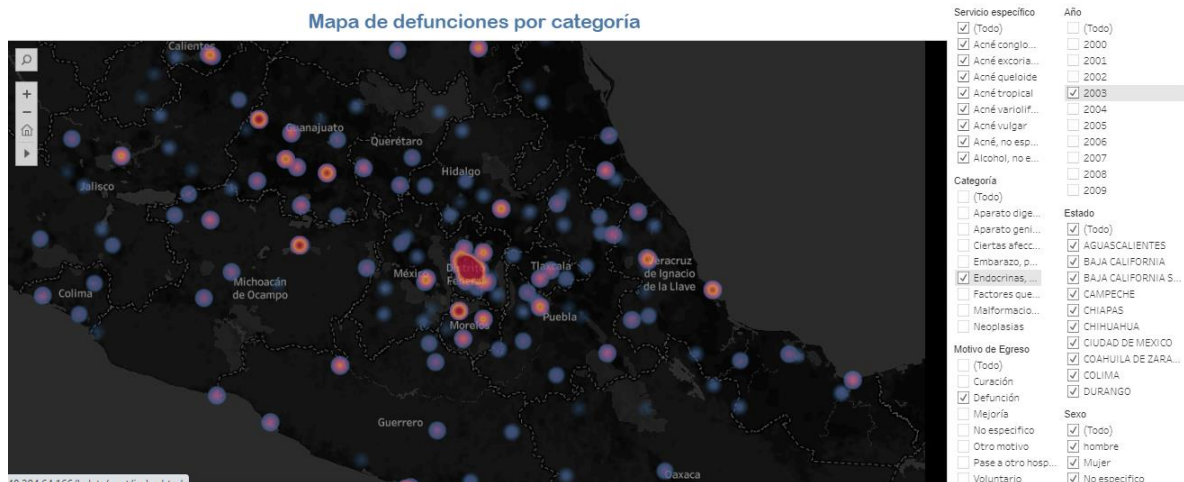 Mapa de defunciones por categoría
Calientes
Guanajuato
Querétaro
Hidalgo
Jalisco
México
Distrito
Federal
Tlaxcala
Veracruz
de Ignacio
de la Llave
Michoacán
de Ocampo
Colima
Morelos
Puebla
Guerrero
Oaxaca
Servicio específico
(Todo)
Acné conglo...
Acné excoria...
Acné queloide
Acné tropical
Acné variolif...
Acné vulgar
Acné, no esp...
Alcohol, no e...
Categoría
(Todo)
Aparato dige...
Aparato geni...
Ciertas afecc...
Embarazo, p...
Endocrinas, ...
Factores que...
Malformacio...
Neoplasias
Motivo de Egreso
(Todo)
Curación
Defunción
Mejoría
No especifico
Otro motivo
Pase a otro hosp...
Voluntario
Año
(Todo)
2000
2001
2002
2003
2004
2005
2006
2007
2008
2009
Estado
(Todo)
AGUASCALIENTES
BAJA CALIFORNIA
BAJA CALIFORNIA S...
CAMPECHE
CHIAPAS
CHIHUAHUA
CIUDAD DE MEXICO
COAHUILA DE ZARA...
COLIMA
DURANGO
Sexo
(Todo)
hombre
Mujer
No especifico